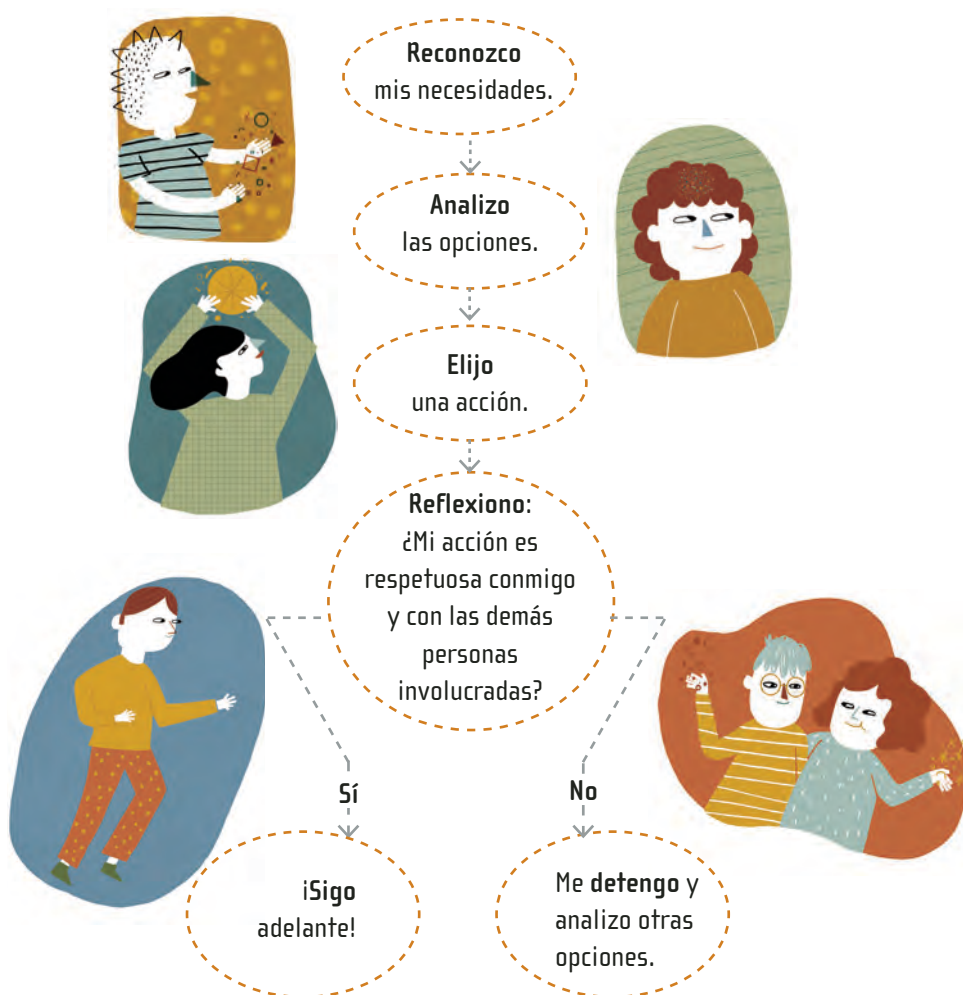 Reconozco
mis necesidades.
Analizo
las opciones.
Elijo
una acción.
Reflexiono:
¿Mi acción es
respetuosa conmigo
y con las demás
personas
involucradas?
Sí
No
¡Sigo
adelante!
Me detengo y
analizo otras
opciones.